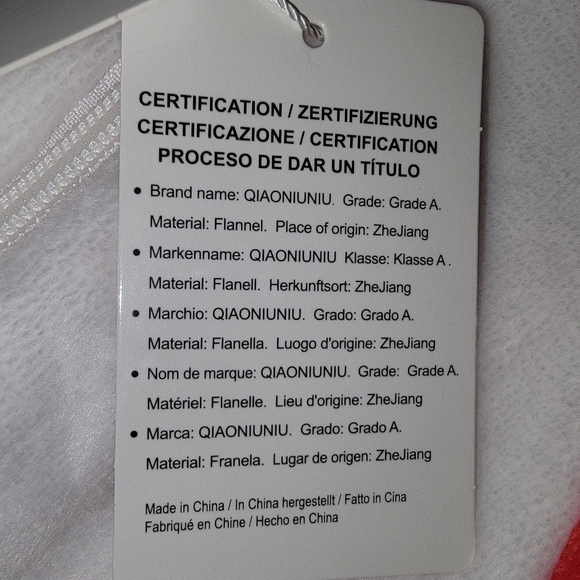 CERTIFICATION / ZERTIFIZIERUNG
CERTIFICAZIONE / CERTIFICATION
PROCESO DE DAR UN TÍTULO
• Brand name: QIAONIUNIU. Grade: Grade A.
Material: Flannel. Place of origin: ZheJiang
• Markenname: QIAONIUNIU Klasse: Klasse A.
Material: Flanell. Herkunftsort: ZheJiang
• Marchio: QIAONIUNIU. Grado: Grado A.
Material: Flanella. Luogo d'origine: ZheJiang
• Nom de marque: QIAONIUNIU. Grade: Grade A.
Matériel: Flanelle. Lieu d'origine: ZheJiang
• Marca: QIAONIUNIU. Grado: Grado A.
Material: Franela. Lugar de origen: ZheJiang
Made in China / In China hergestellt / Fatto in Cina
Fabriqué en Chine / Hecho en China